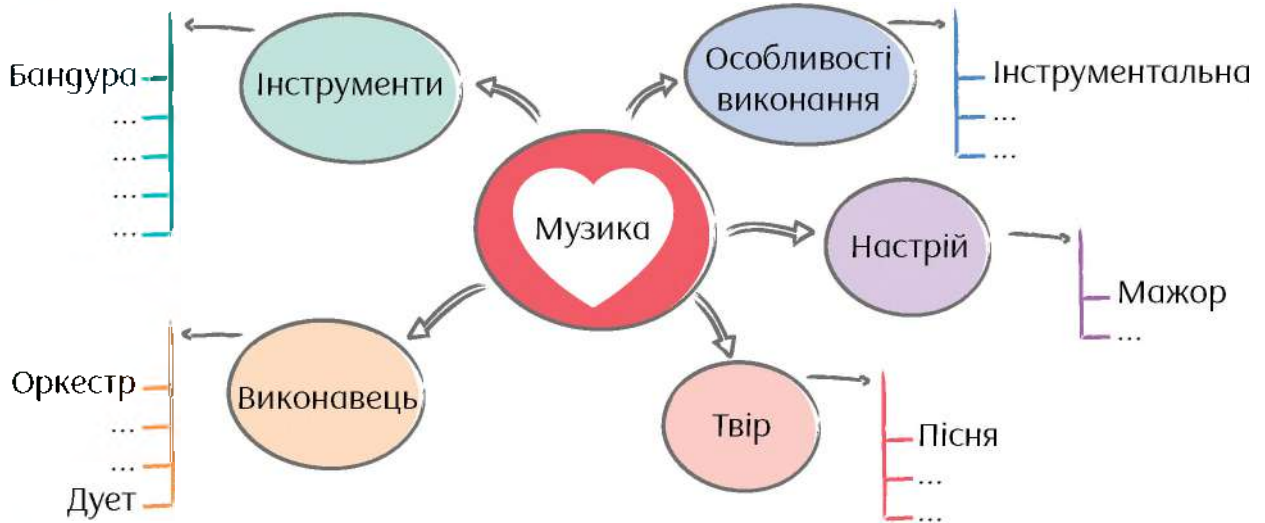 Інструменти
Бандура
...
...
...
...
Особливості
виконання
Інструментальна
...
...
Музика
Настрій
Мажор
...
Виконавець
Оркестр
...
...
Дует
Твір
Пісня
...
...